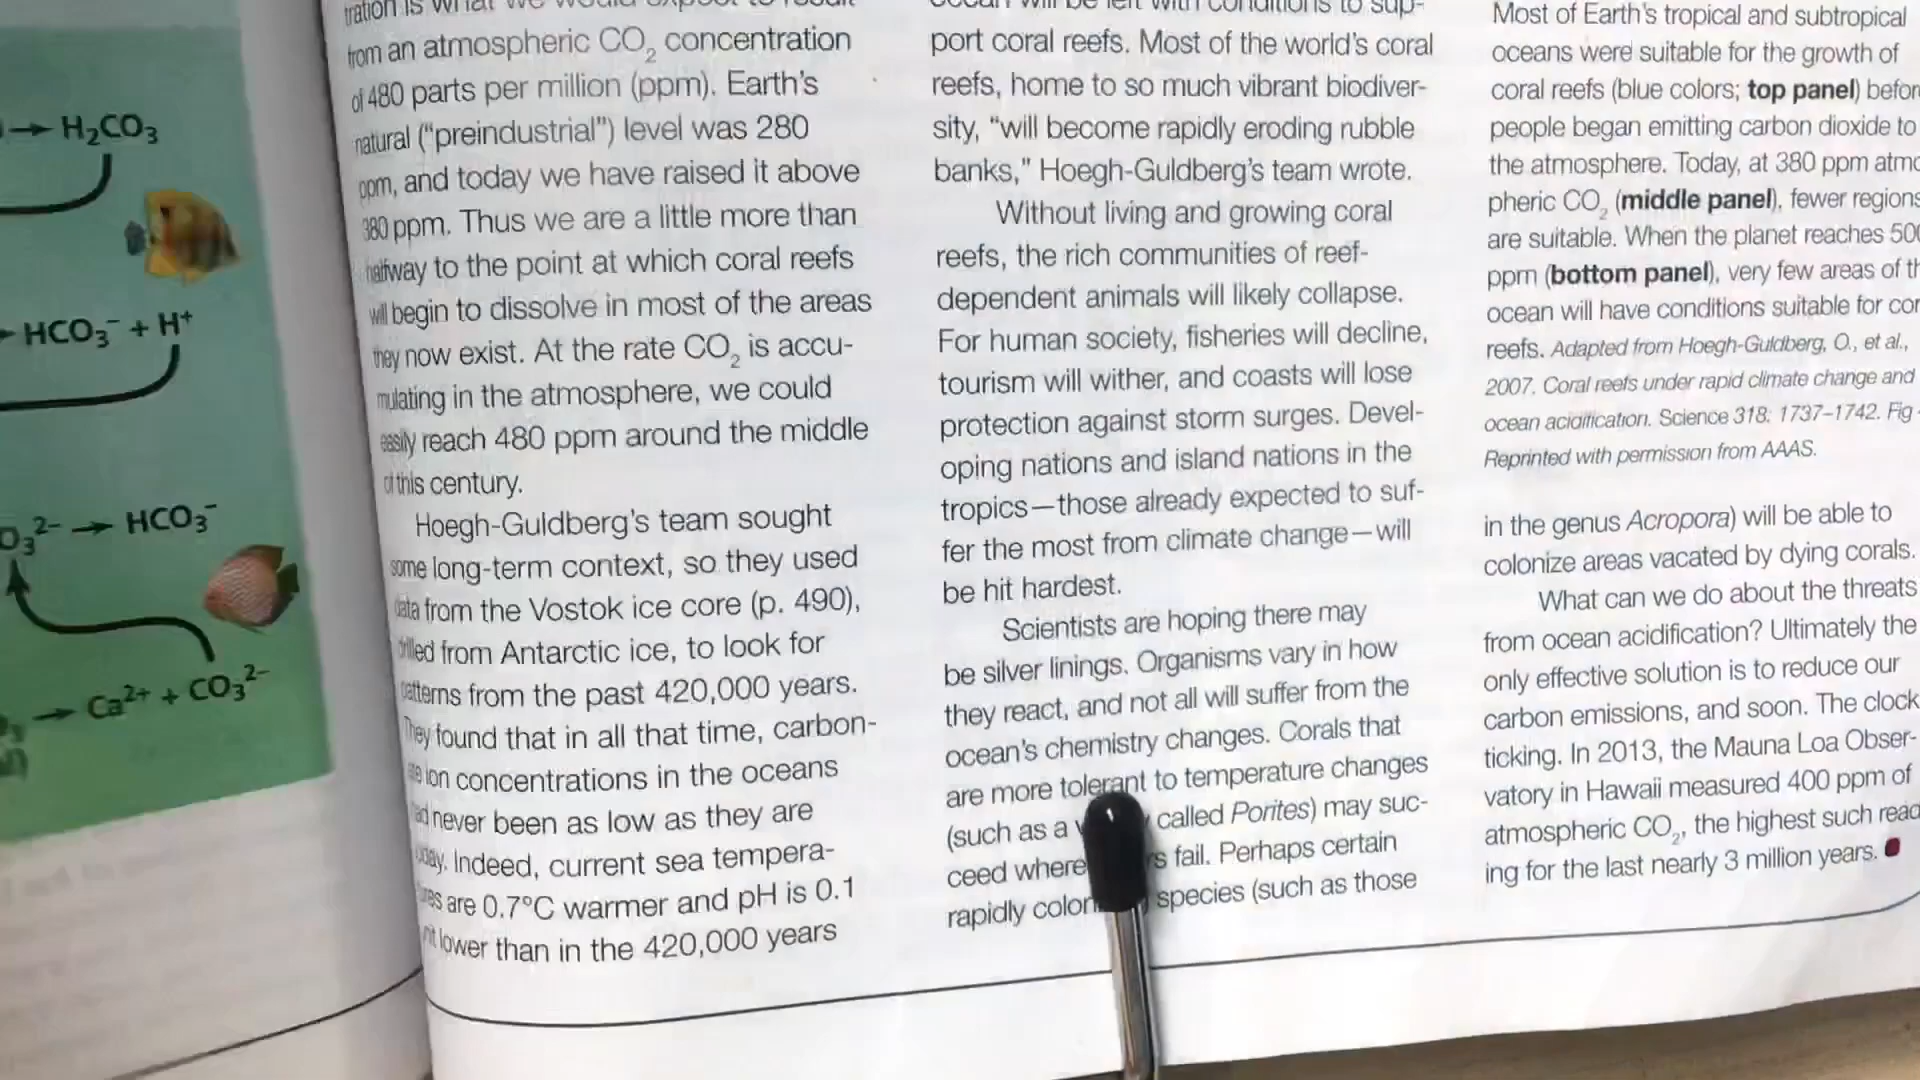 → H₂CO₃
HCO₃⁻ + H⁺
₃²⁻ → HCO₃⁻
→ Ca²⁺ + CO₃²⁻
from an atmospheric CO₂ concentration
of 480 parts per million (ppm). Earth's
natural ("preindustrial") level was 280
ppm, and today we have raised it above
380 ppm. Thus we are a little more than
halfway to the point at which coral reefs
will begin to dissolve in most of the areas
they now exist. At the rate CO₂ is accu-
mulating in the atmosphere, we could
easily reach 480 ppm around the middle
of this century.
Hoegh-Guldberg's team sought
some long-term context, so they used
data from the Vostok ice core (p. 490),
drilled from Antarctic ice, to look for
patterns from the past 420,000 years.
They found that in all that time, carbon-
ate ion concentrations in the oceans
had never been as low as they are
today. Indeed, current sea tempera-
tures are 0.7°C warmer and pH is 0.1
unit lower than in the 420,000 years
ocean will be left with conditions to sup-
port coral reefs. Most of the world's coral
reefs, home to so much vibrant biodiver-
sity, "will become rapidly eroding rubble
banks," Hoegh-Guldberg's team wrote.
Without living and growing coral
reefs, the rich communities of reef-
dependent animals will likely collapse.
For human society, fisheries will decline,
tourism will wither, and coasts will lose
protection against storm surges. Devel-
oping nations and island nations in the
tropics—those already expected to suf-
fer the most from climate change—will
be hit hardest.
Scientists are hoping there may
be silver linings. Organisms vary in how
they react, and not all will suffer from the
ocean's chemistry changes. Corals that
are more tolerant to temperature changes
(such as a called Porites) may suc-
ceed where fail. Perhaps certain
rapidly species (such as those
Most of Earth's tropical and subtropical
oceans were suitable for the growth of
coral reefs (blue colors; top panel) before
people began emitting carbon dioxide to
the atmosphere. Today, at 380 ppm atmo
pheric CO₂ (middle panel), fewer regions
are suitable. When the planet reaches 500
ppm (bottom panel), very few areas of th
ocean will have conditions suitable for cor
reefs. Adapted from Hoegh-Guldberg, O., et al.,
2007. Coral reefs under rapid climate change and
ocean acidification. Science 318: 1737–1742. Fig
Reprinted with permission from AAAS.
in the genus Acropora) will be able to
colonize areas vacated by dying corals.
What can we do about the threats
from ocean acidification? Ultimately the
only effective solution is to reduce our
carbon emissions, and soon. The clock
ticking. In 2013, the Mauna Loa Obser-
vatory in Hawaii measured 400 ppm of
atmospheric CO₂, the highest such read
ing for the last nearly 3 million years.